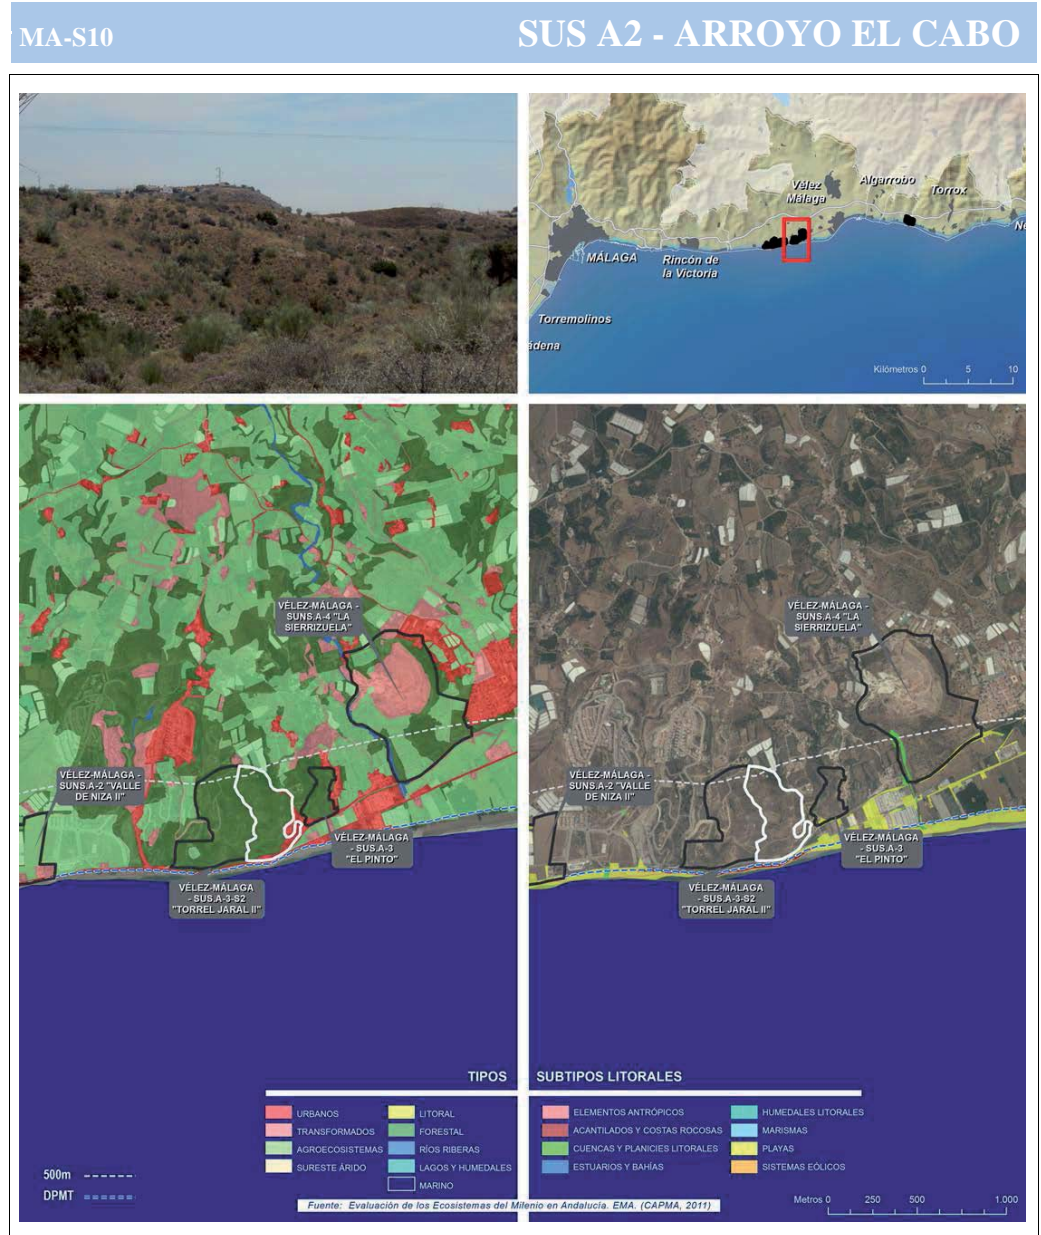 MA-S10
SUS A2 - ARROYO EL CABO
Vélez
Málaga
Algarrobo
Torrox
MÁLAGA
Rincón de
la Victoria
Torremolinos
Kilómetros 0 5 10
VÉLEZ-MÁLAGA -
SUNS.A-4 "LA
SIERRIZUELA"
VÉLEZ-MÁLAGA -
SUNS.A-2 "VALLE
DE NIZA II"
VÉLEZ-MÁLAGA
- SUS.A-3
"EL PINTO"
VÉLEZ-MÁLAGA
- SUS.A-3-S2
"TORREL JARAL II"
VÉLEZ-MÁLAGA -
SUNS.A-4 "LA
SIERRIZUELA"
VÉLEZ-MÁLAGA -
SUNS.A-2 "VALLE
DE NIZA II"
VÉLEZ-MÁLAGA
- SUS.A-3
"EL PINTO"
VÉLEZ-MÁLAGA
- SUS.A-3-S2
"TORREL JARAL II"
TIPOS
URBANOS LITORAL
TRANSFORMADOS FORESTAL
AGROECOSISTEMAS RÍOS RIBERAS
SURESTE ÁRIDO LAGOS Y HUMEDALES
MARINO
500m
DPMT
SUBTIPOS LITORALES
ELEMENTOS ANTRÓPICOS HUMEDALES LITORALES
ACANTILADOS Y COSTAS ROCOSAS MARISMAS
CUENCAS Y PLANICIES LITORALES PLAYAS
ESTUARIOS Y BAHÍAS SISTEMAS EÓLICOS
Metros 0 250 500 1.000
Fuente: Evaluación de los Ecosistemas del Milenio en Andalucía. EMA. (CAPMA, 2011)